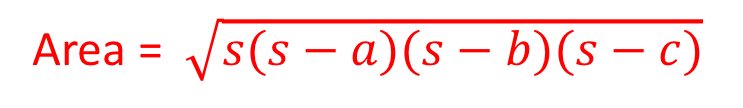 Area = √s(s − a)(s − b)(s − c)